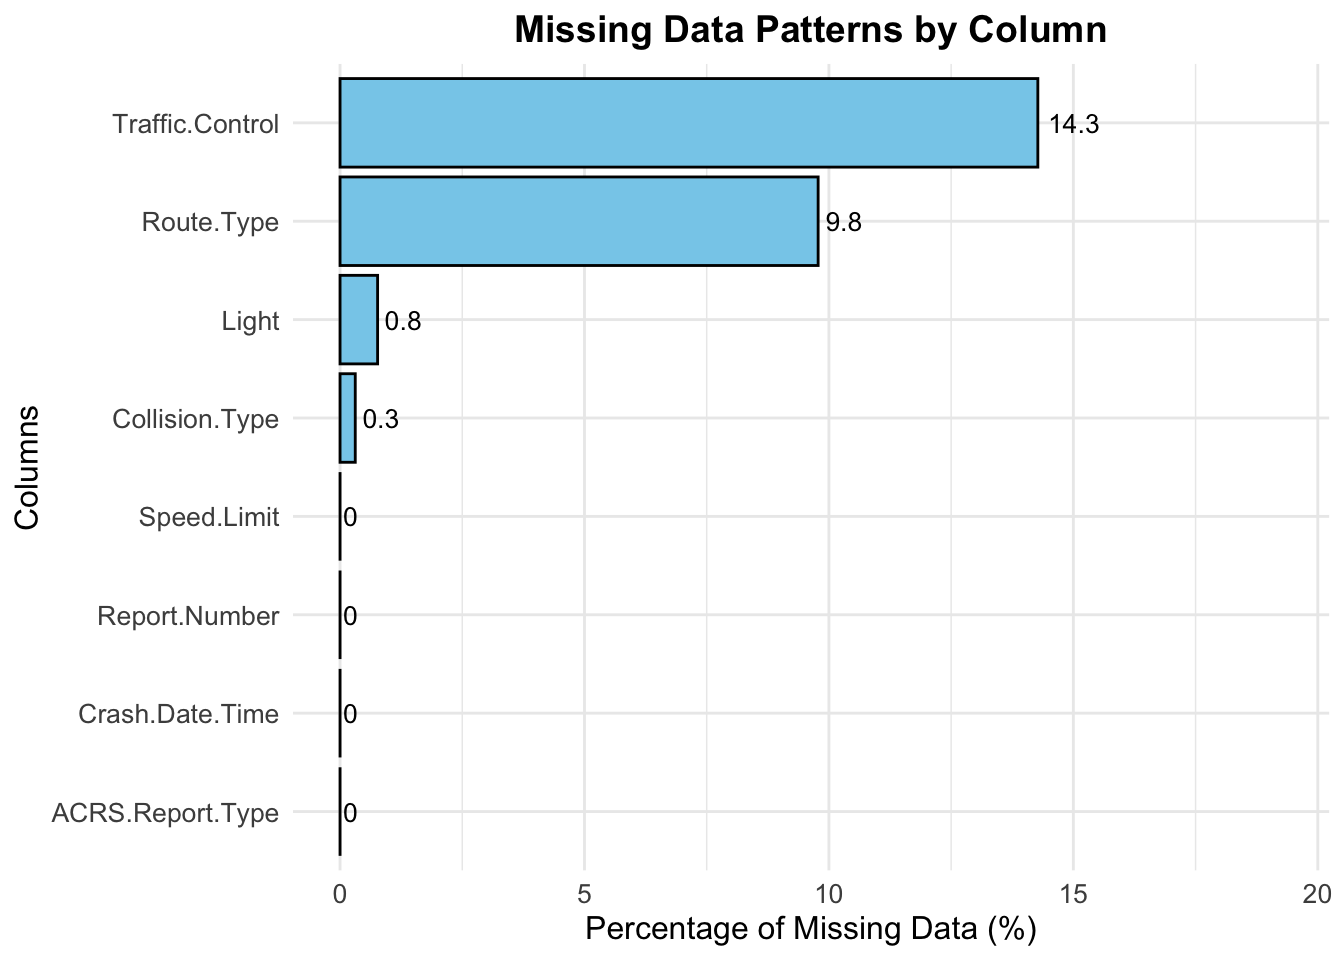 Missing Data Patterns by Column
Traffic.Control 14.3
Route.Type 9.8
Light 0.8
Collision.Type 0.3
Speed.Limit 0
Report.Number 0
Crash.Date.Time 0
ACRS.Report.Type 0
Columns
0 5 10 15 20
Percentage of Missing Data (%)